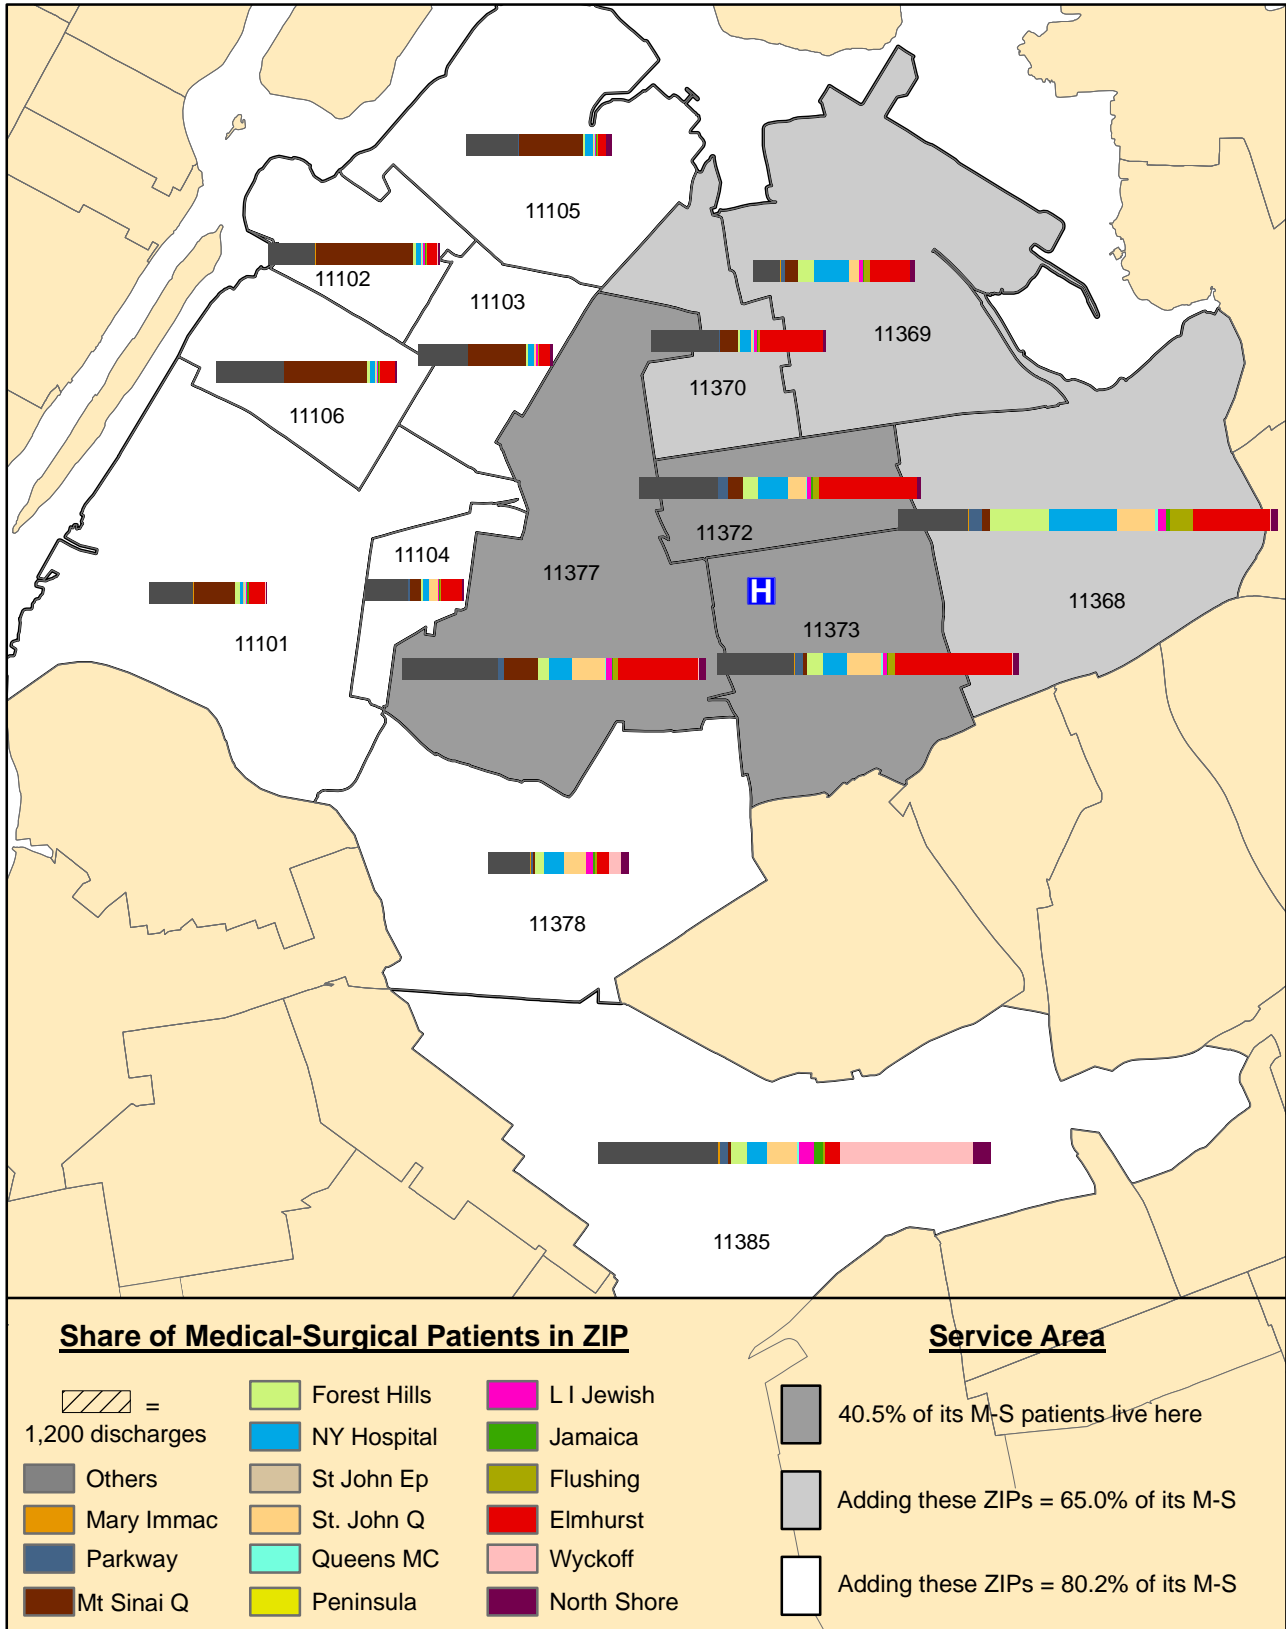 11105
11102
11103
11369
11106
11370
11372
11104
11377
11368
H
11373
11101
11378
11385
Share of Medical-Surgical Patients in ZIP
=
1,200 discharges
Others
Mary Immac
Parkway
Mt Sinai Q
Forest Hills
NY Hospital
St John Ep
St. John Q
Queens MC
Peninsula
L I Jewish
Jamaica
Flushing
Elmhurst
Wyckoff
North Shore
Service Area
40.5% of its M-S patients live here
Adding these ZIPs = 65.0% of its M-S
Adding these ZIPs = 80.2% of its M-S